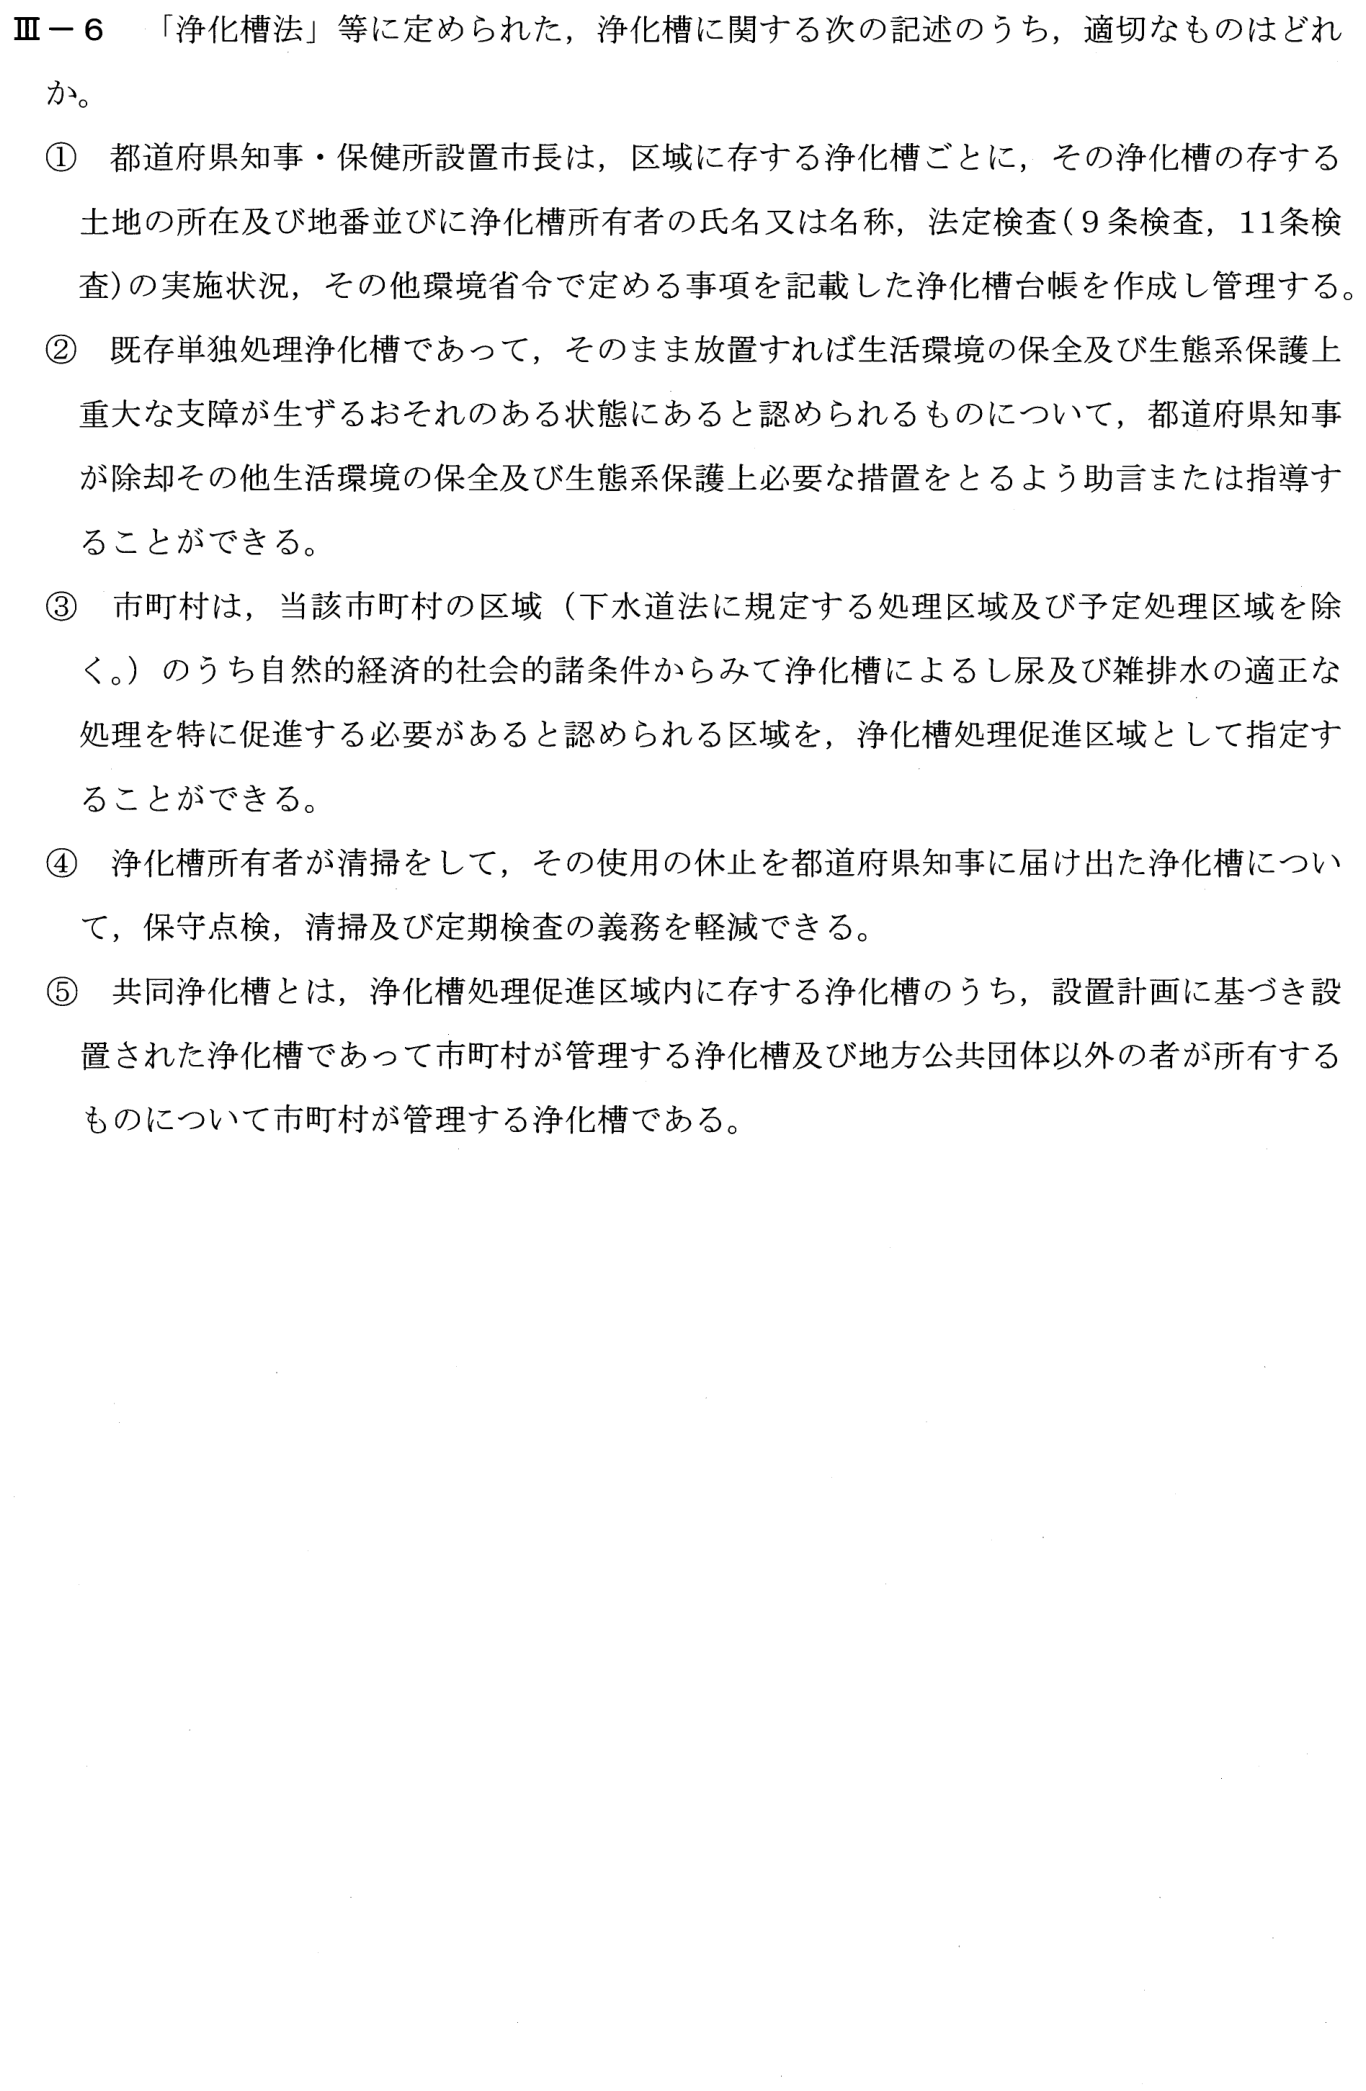 Ⅲ－6　「浄化槽法」等に定められた，浄化槽に関する次の記述のうち，適切なものはどれ
か。
①　都道府県知事・保健所設置市長は，区域に存する浄化槽ごとに，その浄化槽の存する
土地の所在及び地番並びに浄化槽所有者の氏名又は名称，法定検査(９条検査，11条検
査)の実施状況，その他環境省令で定める事項を記載した浄化槽台帳を作成し管理する。
②　既存単独処理浄化槽であって，そのまま放置すれば生活環境の保全及び生態系保護上
重大な支障が生ずるおそれのある状態にあると認められるものについて，都道府県知事
が除却その他生活環境の保全及び生態系保護上必要な措置をとるよう助言または指導す
ることができる。
③　市町村は，当該市町村の区域（下水道法に規定する処理区域及び予定処理区域を除
く。）のうち自然的経済的社会的諸条件からみて浄化槽によるし尿及び雑排水の適正な
処理を特に促進する必要があると認められる区域を，浄化槽処理促進区域として指定す
ることができる。
④　浄化槽所有者が清掃をして，その使用の休止を都道府県知事に届け出た浄化槽につい
て，保守点検，清掃及び定期検査の義務を軽減できる。
⑤　共同浄化槽とは，浄化槽処理促進区域内に存する浄化槽のうち，設置計画に基づき設
置された浄化槽であって市町村が管理する浄化槽及び地方公共団体以外の者が所有する
ものについて市町村が管理する浄化槽である。